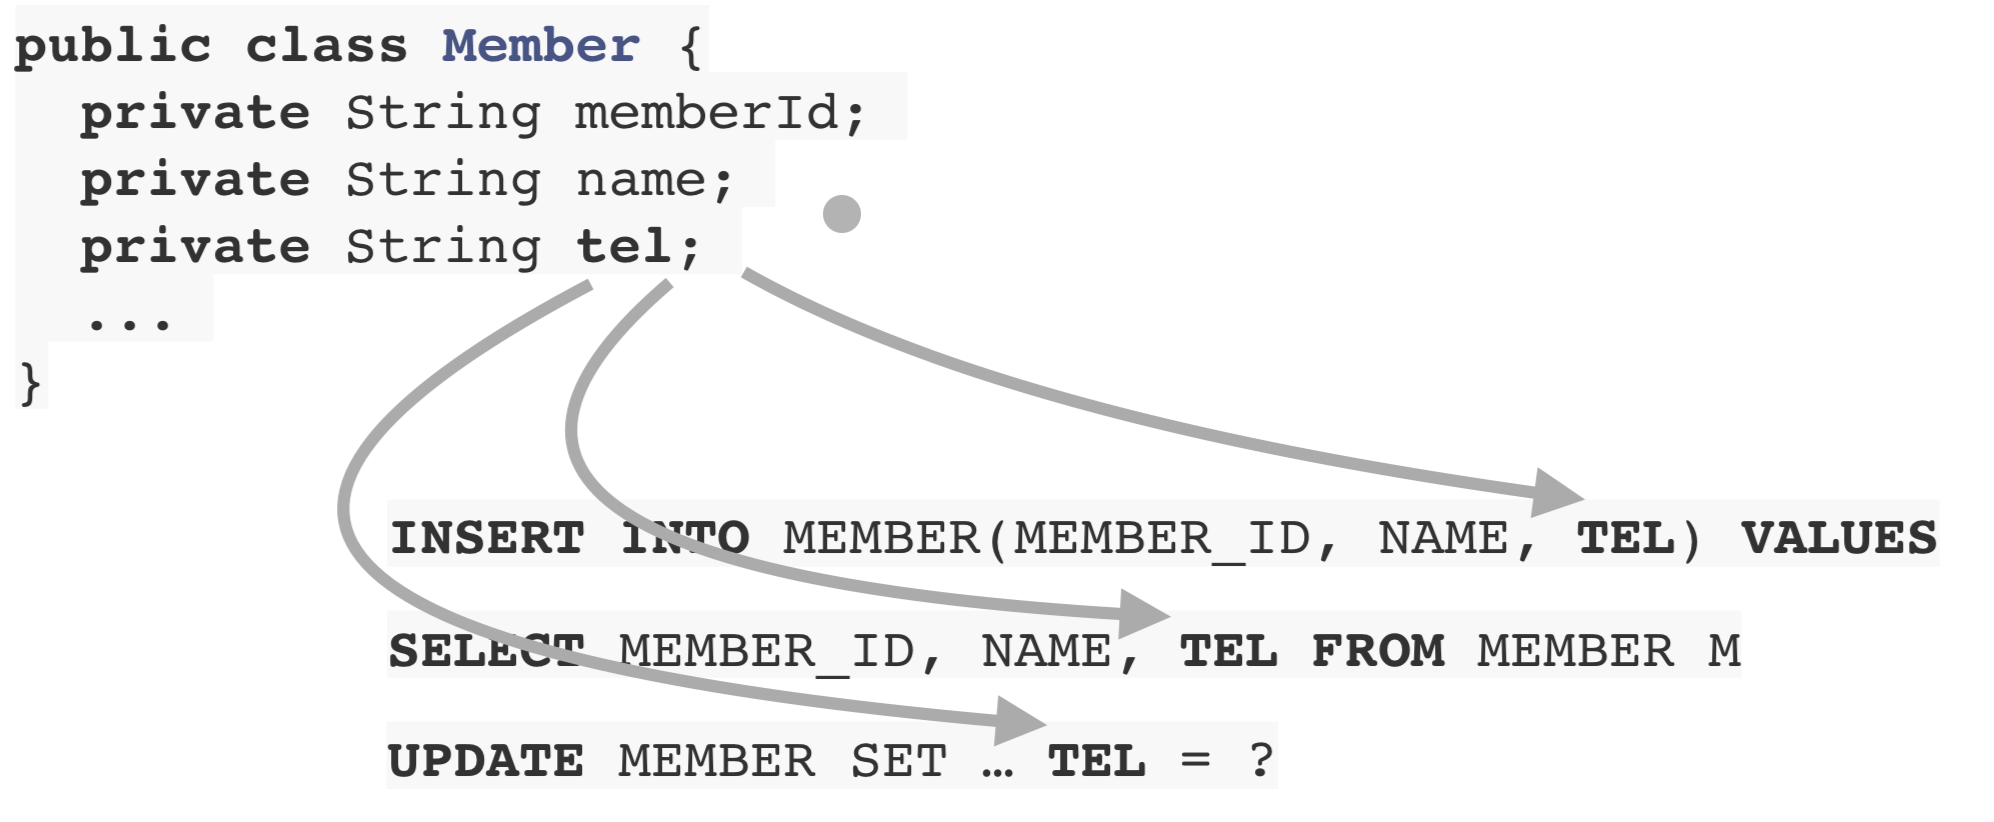 public class Member {
private String memberId;
private String name;
private String tel;
...
}
INSERT INTO MEMBER(MEMBER_ID, NAME, TEL) VALUES
SELECT MEMBER_ID, NAME, TEL FROM MEMBER M
UPDATE MEMBER SET … TEL = ?